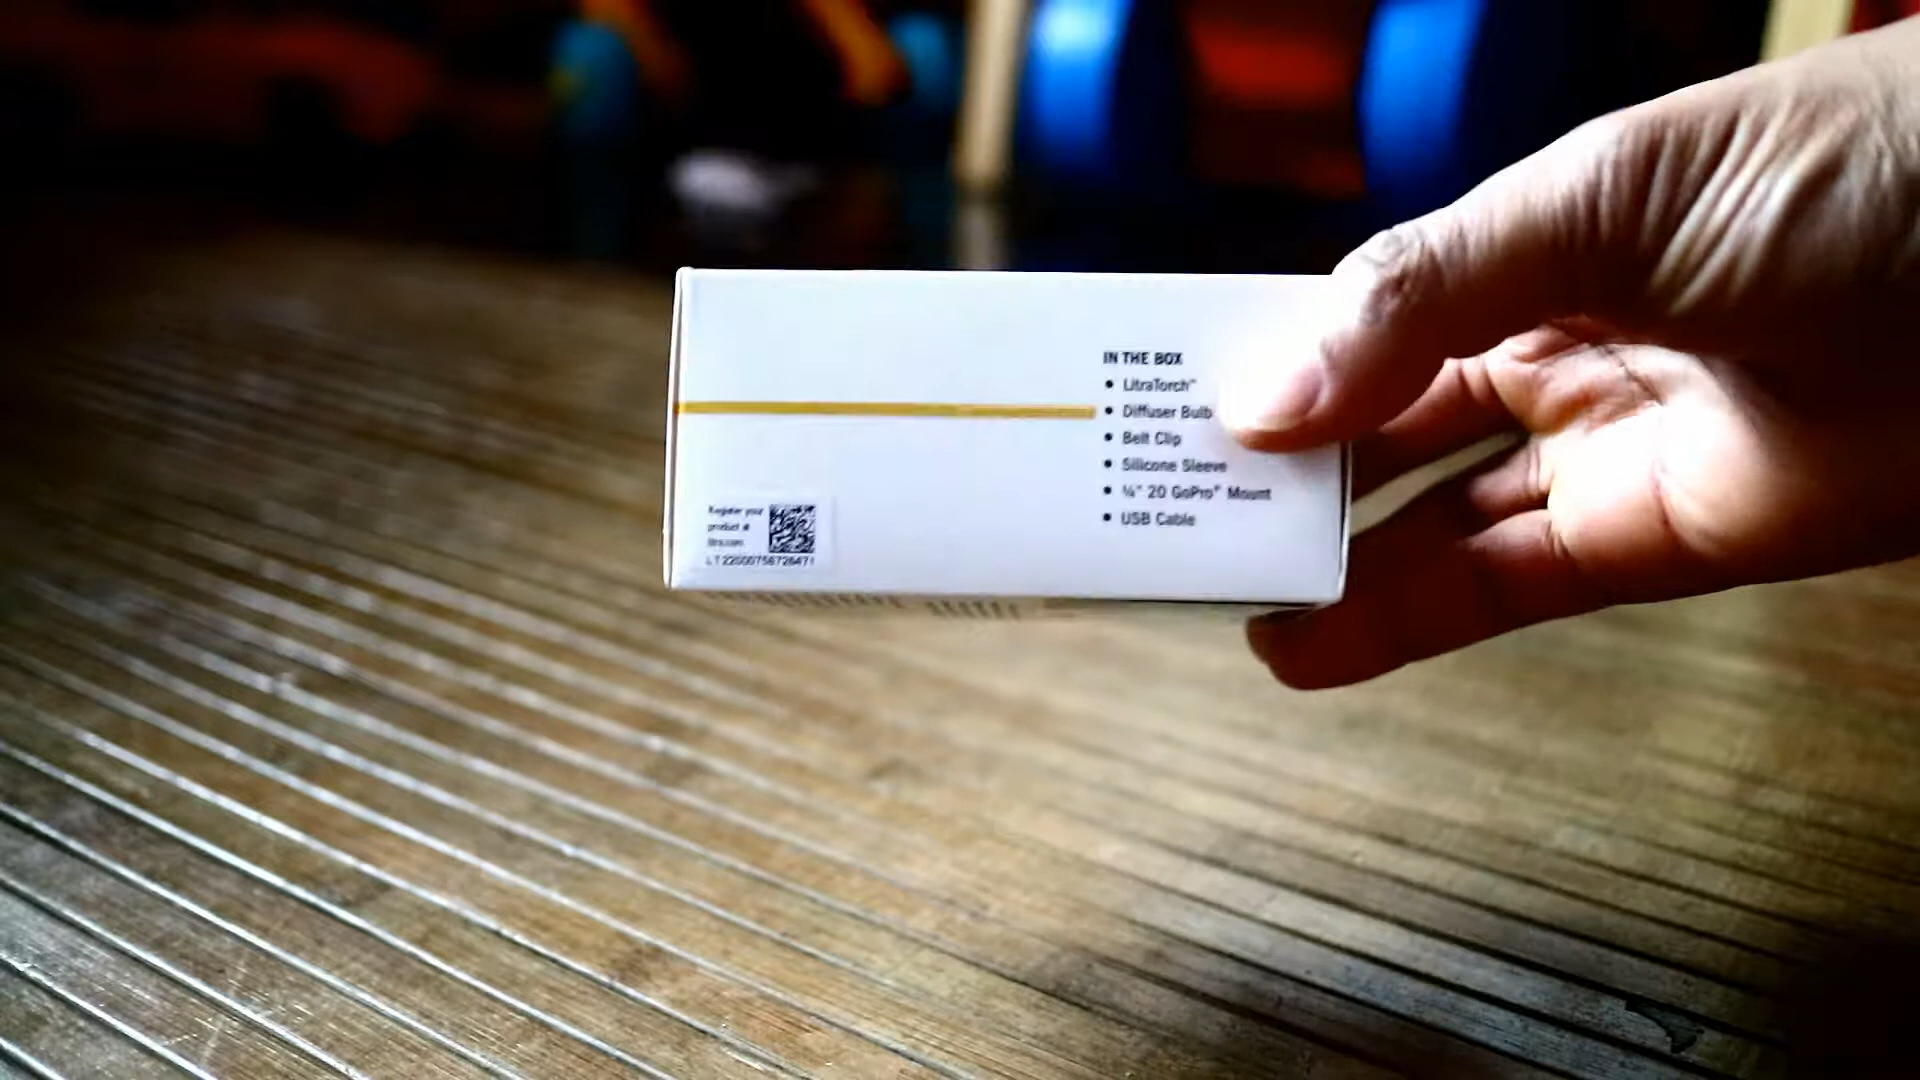 IN THE BOX
• LitraTorch™
• Diffuser Bulb
• Belt Clip
• Silicone Sleeve
• ¼" 20 GoPro® Mount
• USB Cable
Register your
product at
litra.com